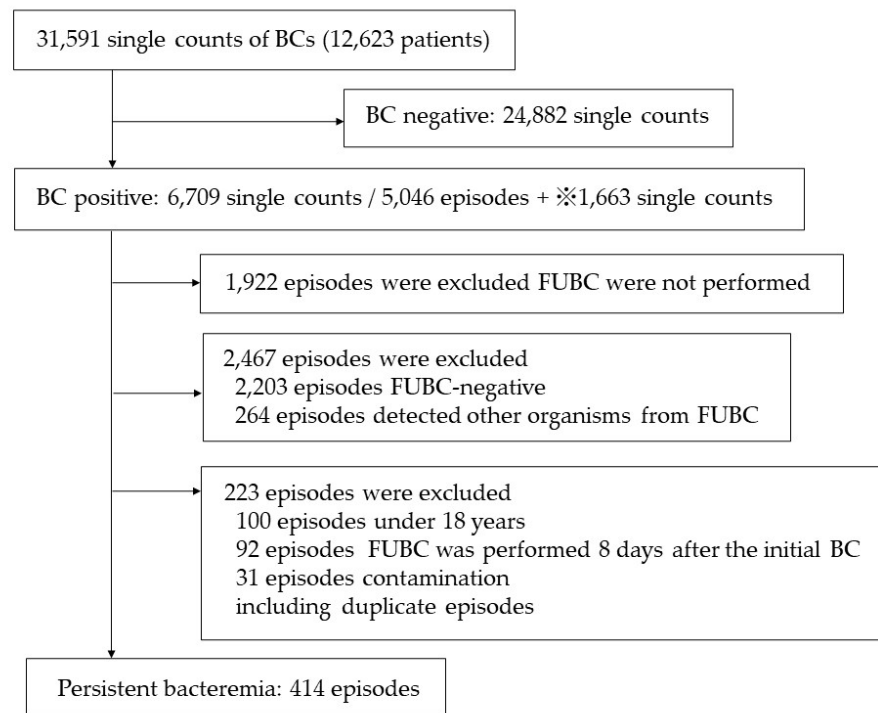 31,591 single counts of BCs (12,623 patients)
BC negative: 24,882 single counts
BC positive: 6,709 single counts / 5,046 episodes + ※1,663 single counts
1,922 episodes were excluded FUBC were not performed
2,467 episodes were excluded
2,203 episodes FUBC-negative
264 episodes detected other organisms from FUBC
223 episodes were excluded
100 episodes under 18 years
92 episodes FUBC was performed 8 days after the initial BC
31 episodes contamination
including duplicate episodes
Persistent bacteremia: 414 episodes